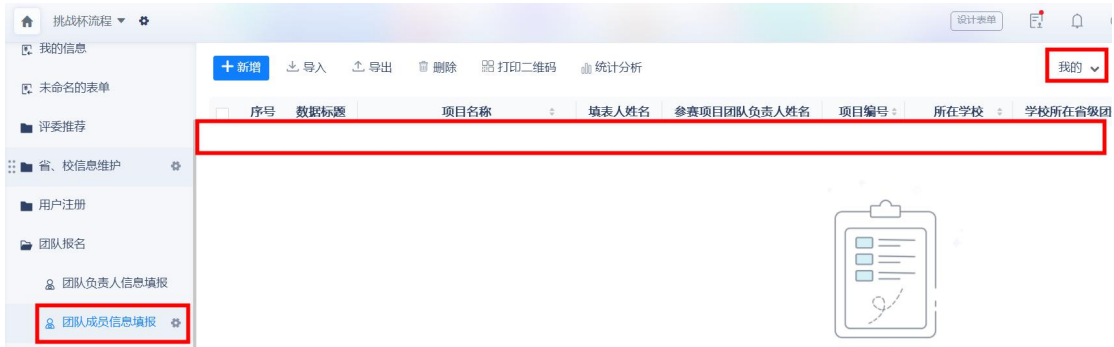 挑战杯流程
设计表单
我的信息
未命名的表单
评委推荐
省、校信息维护
用户注册
团队报名
团队负责人信息填报
团队成员信息填报
新增 导入 导出 删除 打印二维码 统计分析
我的
序号 数据标题 项目名称 填表人姓名 参赛项目团队负责人姓名 项目编号 所在学校 学校所在省级团